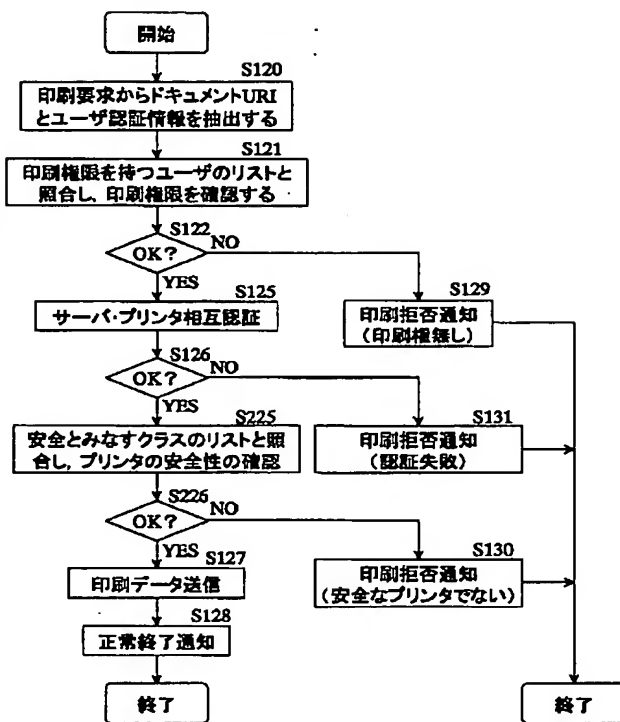 開始
S120
印刷要求からドキュメントURI
とユーザ認証情報を抽出する
S121
印刷権限を持つユーザのリストと
照合し、印刷権限を確認する
S122
OK?
NO
YES
S125
サーバ・プリンタ相互認証
S129
印刷拒否通知
(印刷権無し)
S126
OK?
NO
YES
S225
安全とみなすクラスのリストと照
合し、プリンタの安全性の確認
S131
印刷拒否通知
(認証失敗)
S226
OK?
NO
YES
S127
印刷データ送信
S130
印刷拒否通知
(安全なプリンタでない)
S128
正常終了通知
終了
終了